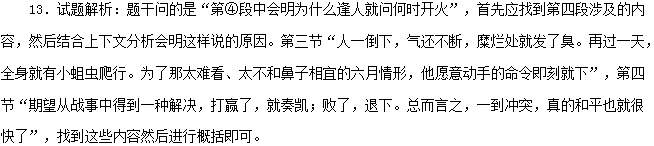 13．试题解析：题干问的是“第④段中会明为什么逢人就问何时开火”，首先应找到第四段涉及的内
容，然后结合上下文分析会明这样说的原因。第三节“人一倒下，气还不断，糜烂处就发了臭。再过一天，
全身就有小蛆虫爬行。为了那太难看、太不和鼻子相宜的六月情形，他愿意动手的命令即刻就下”，第四
节“期望从战事中得到一种解决，打赢了，就奏凯；败了，退下。总而言之，一到冲突，真的和平也就很
快了”，找到这些内容然后进行概括即可。